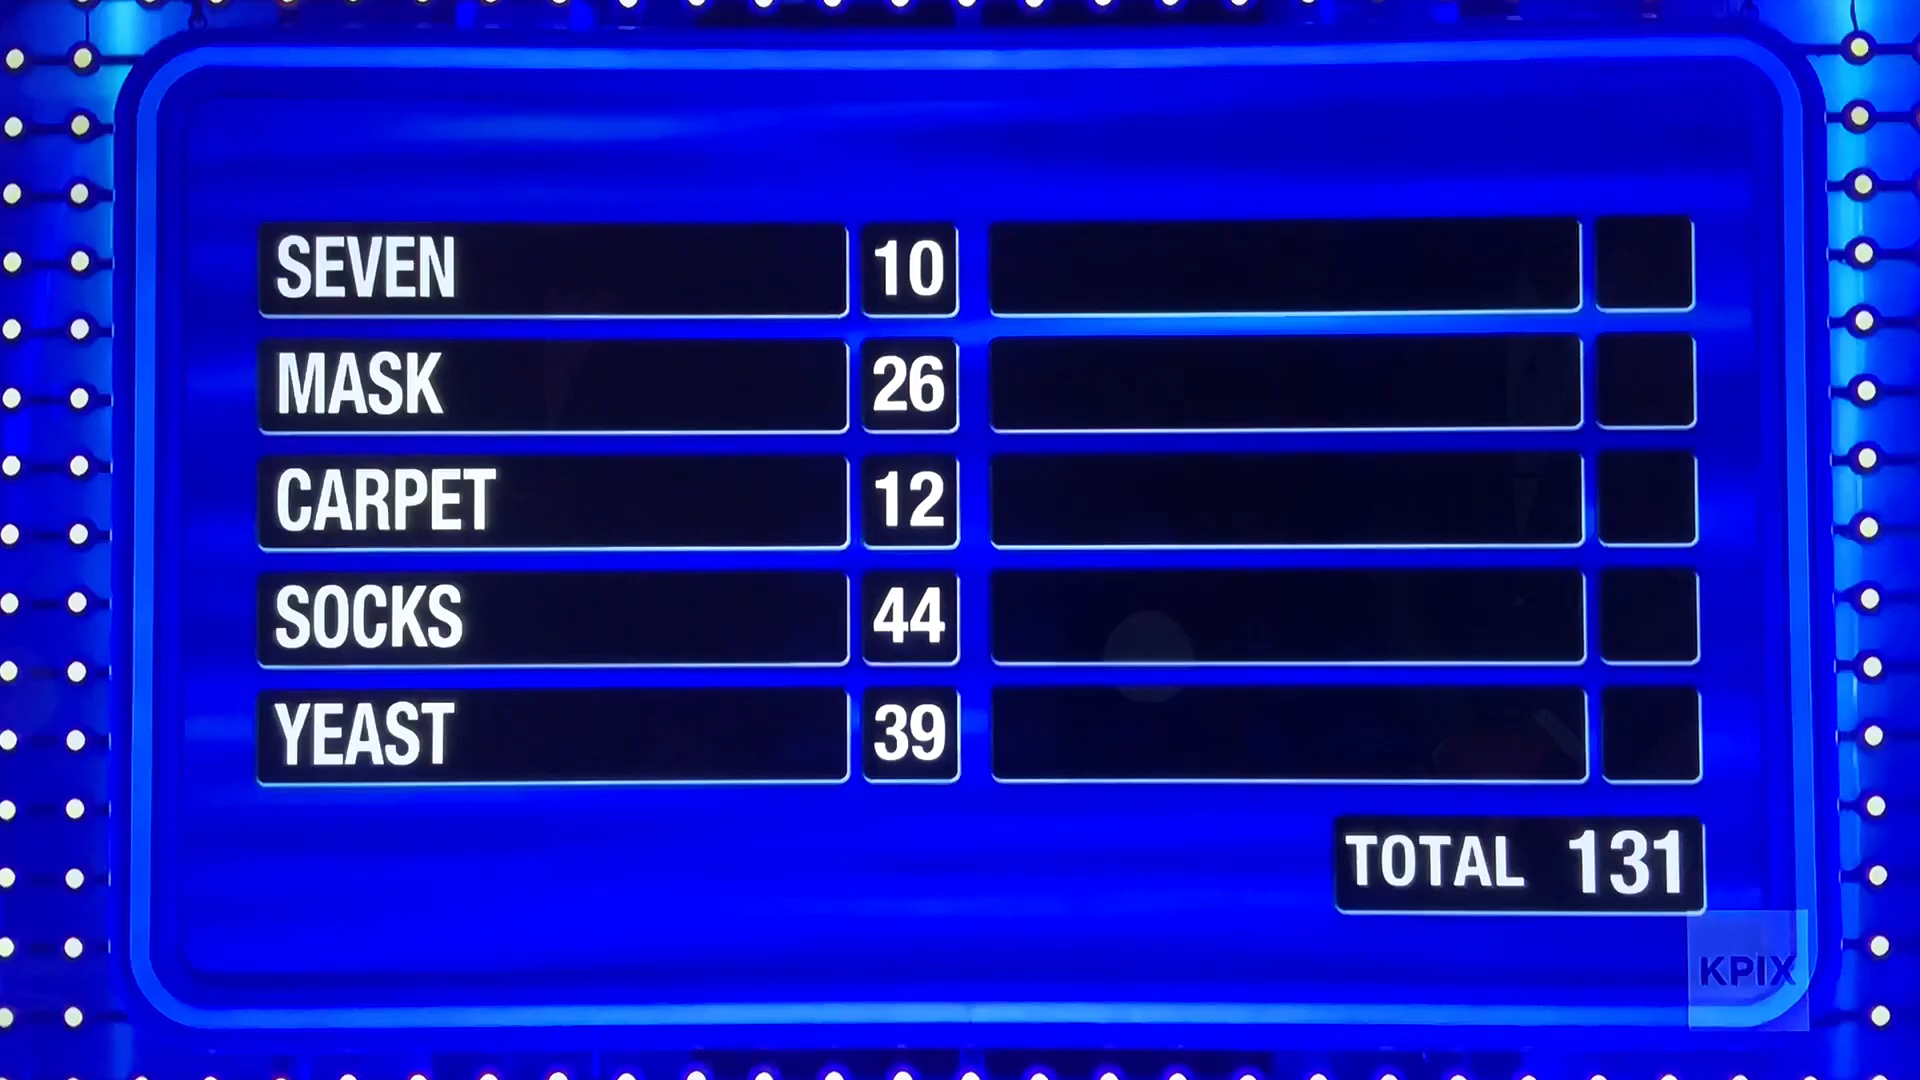 SEVEN 10
MASK 26
CARPET 12
SOCKS 44
YEAST 39
TOTAL 131
KPIX